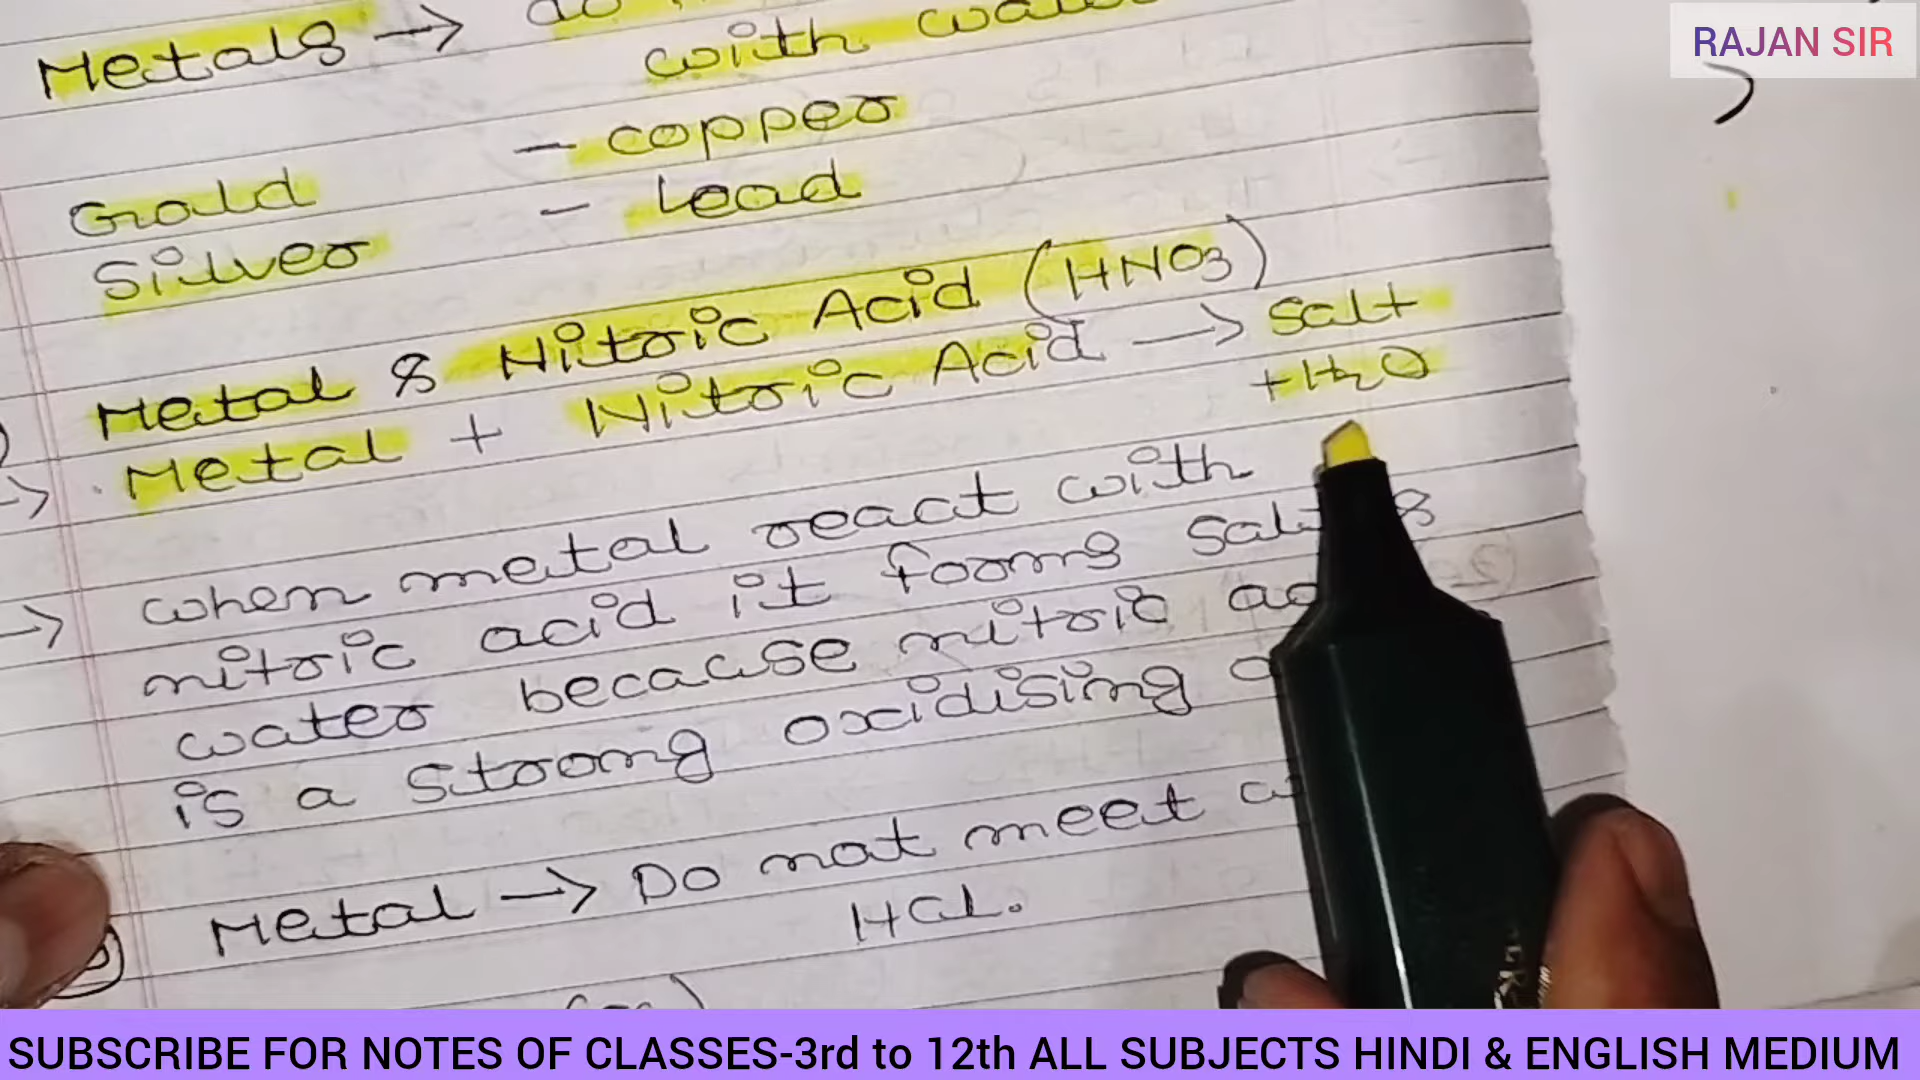 RAJAN SIR
Metals → do
with water
- copper
Gold - Lead
Silver
Metal & Nitric Acid (HNO3)
Metal + Nitric Acid → Salt
+ H2O
→ when metal react with
nitric acid it forms Salt &
water because nitric
is a strong oxidising
Metal → Do not meet
HCL.
SUBSCRIBE FOR NOTES OF CLASSES-3rd to 12th ALL SUBJECTS HINDI & ENGLISH MEDIUM